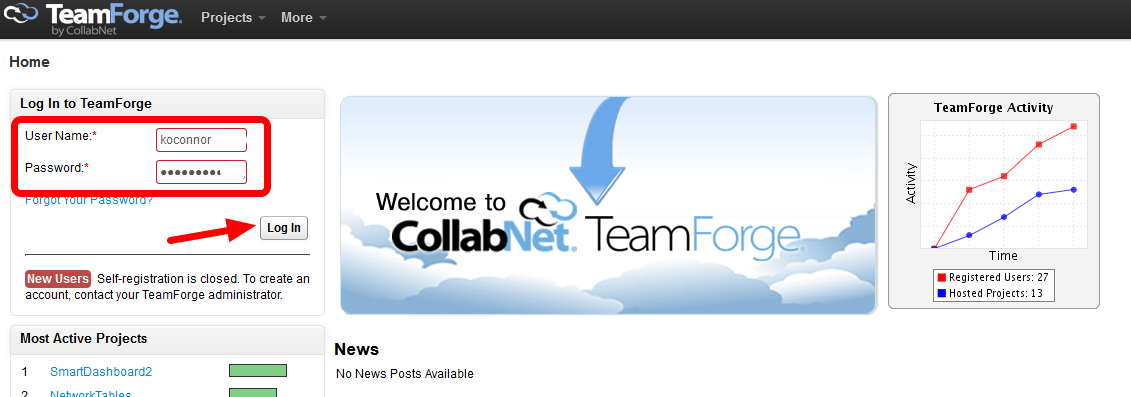 TeamForge.
by CollabNet
Projects
More
Home
Log In to TeamForge
User Name:*
koconnor
Password:*
Forgot Your Password?
Log In
New Users Self-registration is closed. To create an
account, contact your TeamForge administrator.
Most Active Projects
1 SmartDashboard2
2 NetworkTables
Welcome to
CollabNet. TeamForge.
News
No News Posts Available
TeamForge Activity
Activity
Time
Registered Users: 27
Hosted Projects: 13